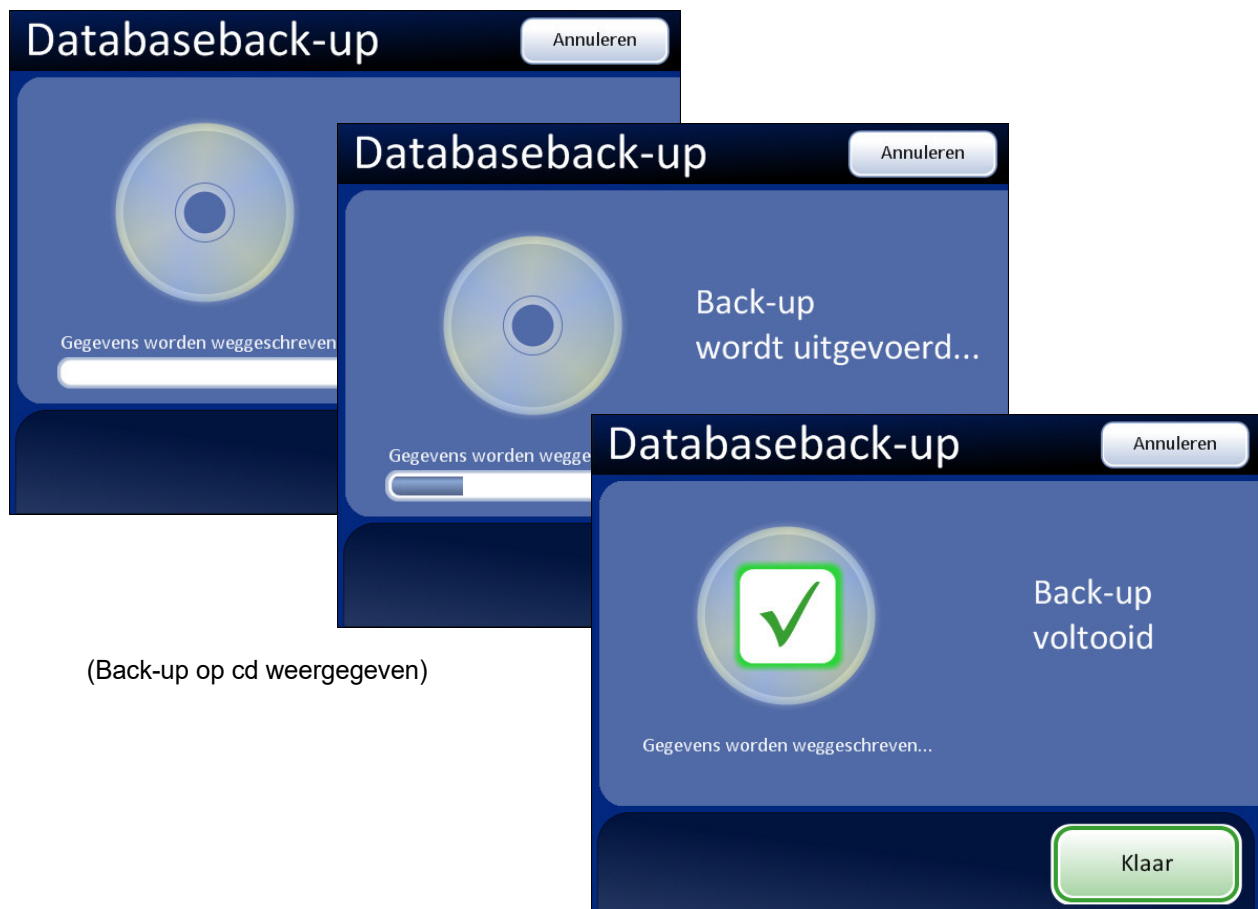 Databaseback-up
Annuleren
Gegevens worden weggeschreven
Databaseback-up
Annuleren
Back-up
wordt uitgevoerd...
Gegevens worden wegge
Databaseback-up
Annuleren
Back-up
voltooid
Gegevens worden weggeschreven...
Klaar
(Back-up op cd weergegeven)